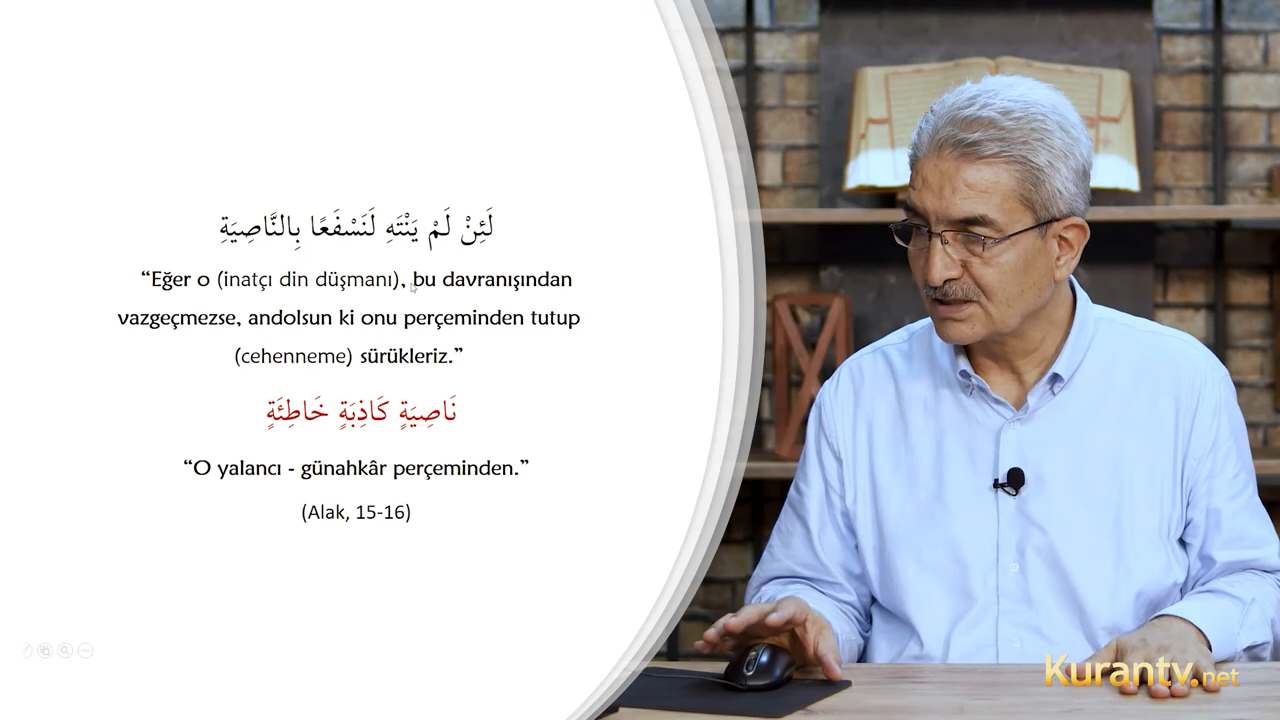 لَئِنْ لَمْ يَنْتَهِ لَنَسْفَعًا بِالنَّاصِيَةِ
“Eğer o (inatçı din düşmanı), bu davranışından
vazgeçmezse, andolsun ki onu perçeminden tutup
(cehenneme) sürükleriz.”
نَاصِيَةٍ كَاذِبَةٍ خَاطِئَةٍ
“O yalancı - günahkâr perçeminden.”
(Alak, 15-16)
Kurantv.net